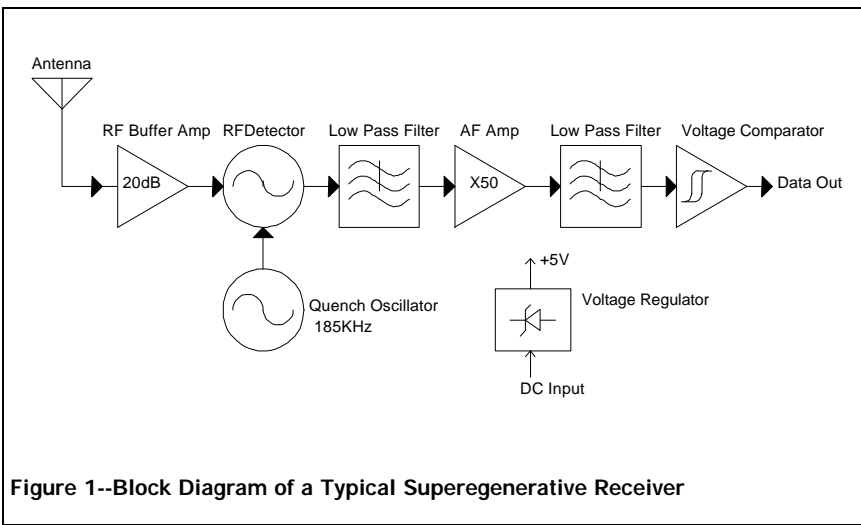 Antenna
RF Buffer Amp
RFDetector
Low Pass Filter
AF Amp
Low Pass Filter
Voltage Comparator
20dB
X50
Data Out
Quench Oscillator
185KHz
+5V
Voltage Regulator
DC Input
Figure 1--Block Diagram of a Typical Superegenerative Receiver